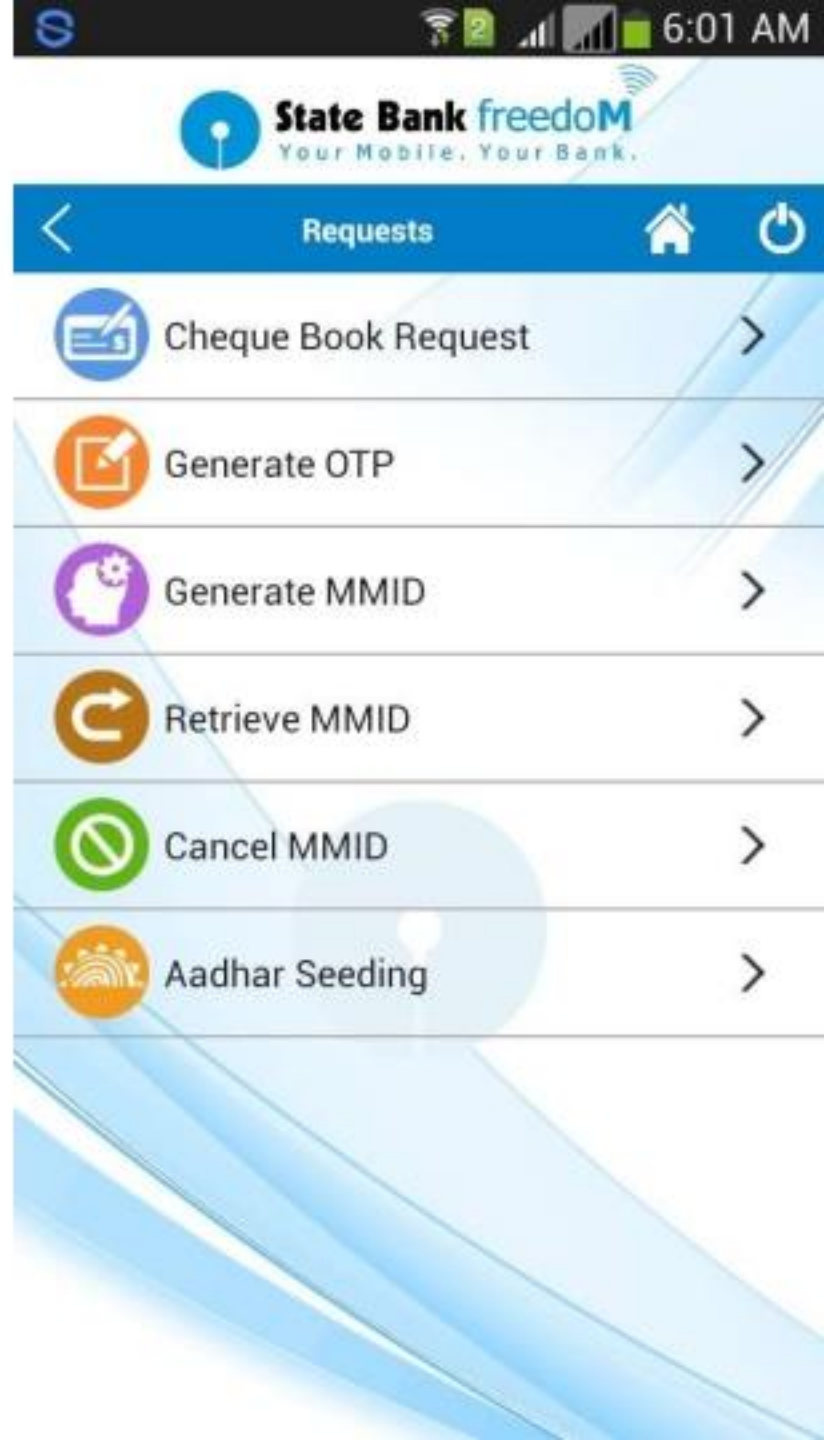 2 6:01 AM
State Bank freedoM
Your Mobile. Your Bank.
Requests
Cheque Book Request
Generate OTP
Generate MMID
Retrieve MMID
Cancel MMID
Aadhar Seeding